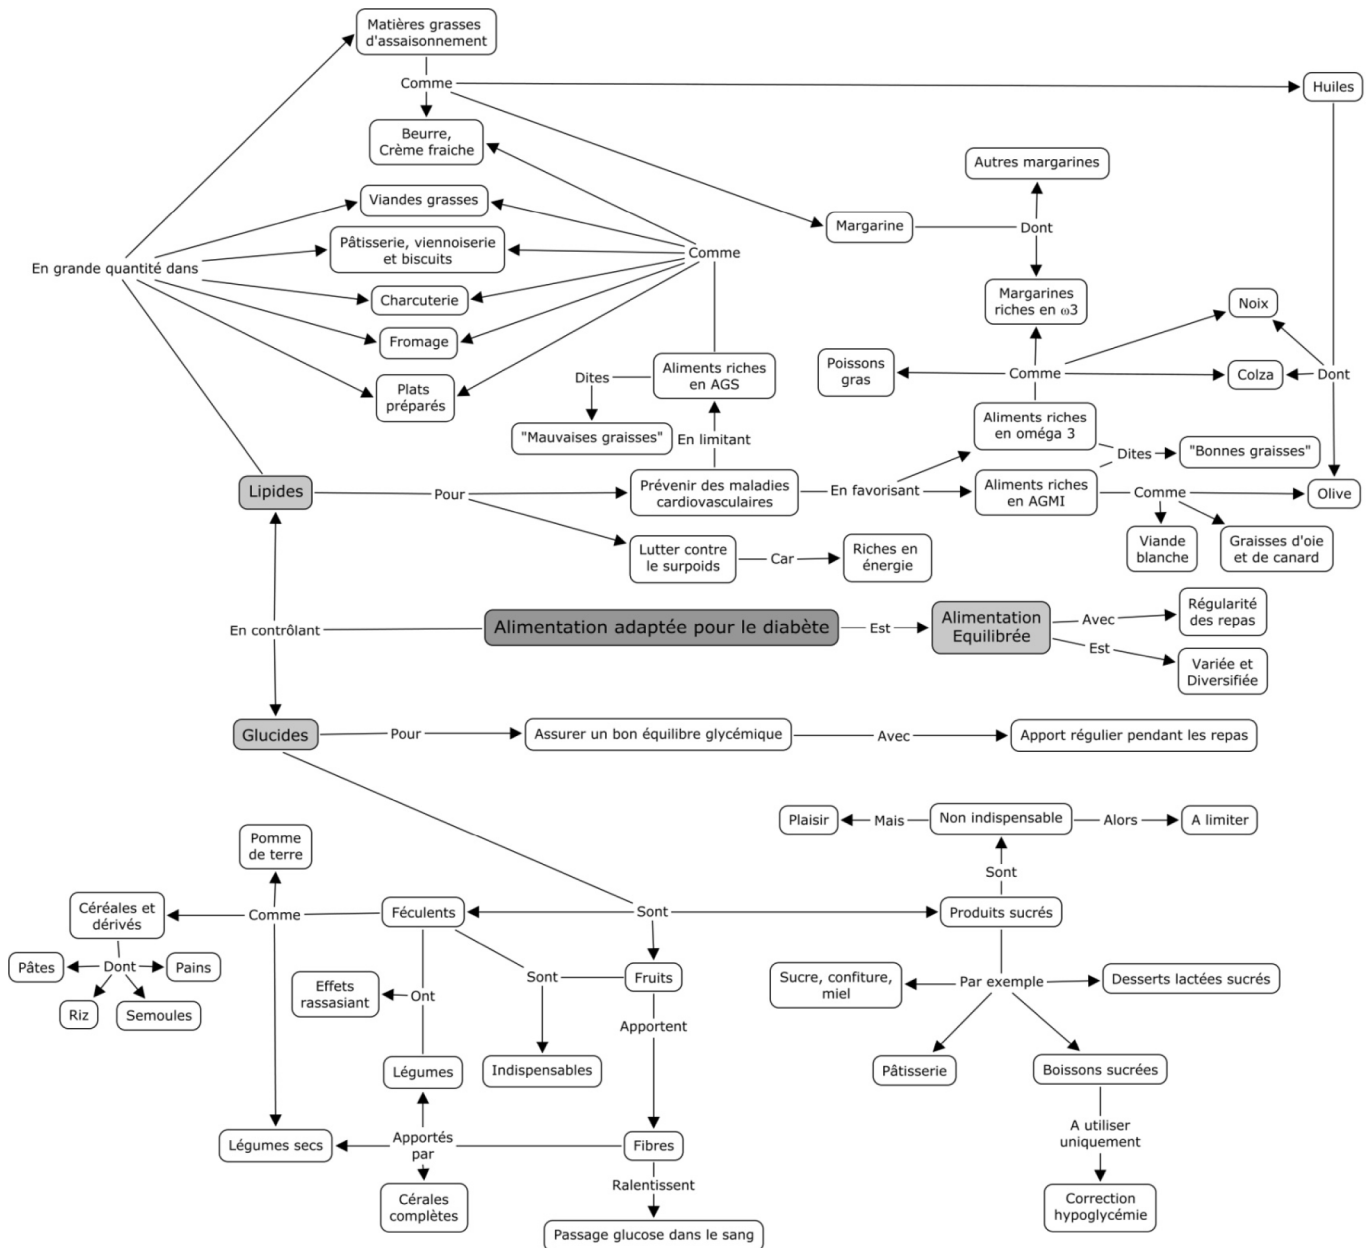 Matières grasses
d'assaisonnement
Comme
Huiles
Beurre,
Crème fraiche
Autres margarines
Viandes grasses
Margarine
Dont
Pâtisserie, viennoiserie
et biscuits
Comme
En grande quantité dans
Charcuterie
Margarines
riches en ω3
Noix
Fromage
Poissons
gras
Comme
Colza
Dont
Aliments riches
en AGS
Dites
Plats
préparés
"Mauvaises graisses"
En limitant
Aliments riches
en oméga 3
Dites
"Bonnes graisses"
Lipides
Pour
Prévenir des maladies
cardiovasculaires
En favorisant
Aliments riches
en AGMI
Comme
Olive
Viande
blanche
Graisses d'oie
et de canard
Lutter contre
le surpoids
Car
Riches en
énergie
En contrôlant
Alimentation adaptée pour le diabète
Est
Alimentation
Equilibrée
Avec
Régularité
des repas
Est
Variée et
Diversifiée
Glucides
Pour
Assurer un bon équilibre glycémique
Avec
Apport régulier pendant les repas
Plaisir
Mais
Non indispensable
Alors
A limiter
Pomme
de terre
Sont
Céréales et
dérivés
Comme
Féculents
Sont
Produits sucrés
Pâtes
Dont
Pains
Riz
Semoules
Effets
rassasiant
Ont
Sont
Fruits
Sucre, confiture,
miel
Par exemple
Desserts lactées sucrés
Apportent
Légumes
Indispensables
Pâtisserie
Boissons sucrées
A utiliser
uniquement
Légumes secs
Apportés
par
Fibres
Ralentissent
Cérales
complètes
Correction
hypoglycémie
Passage glucose dans le sang